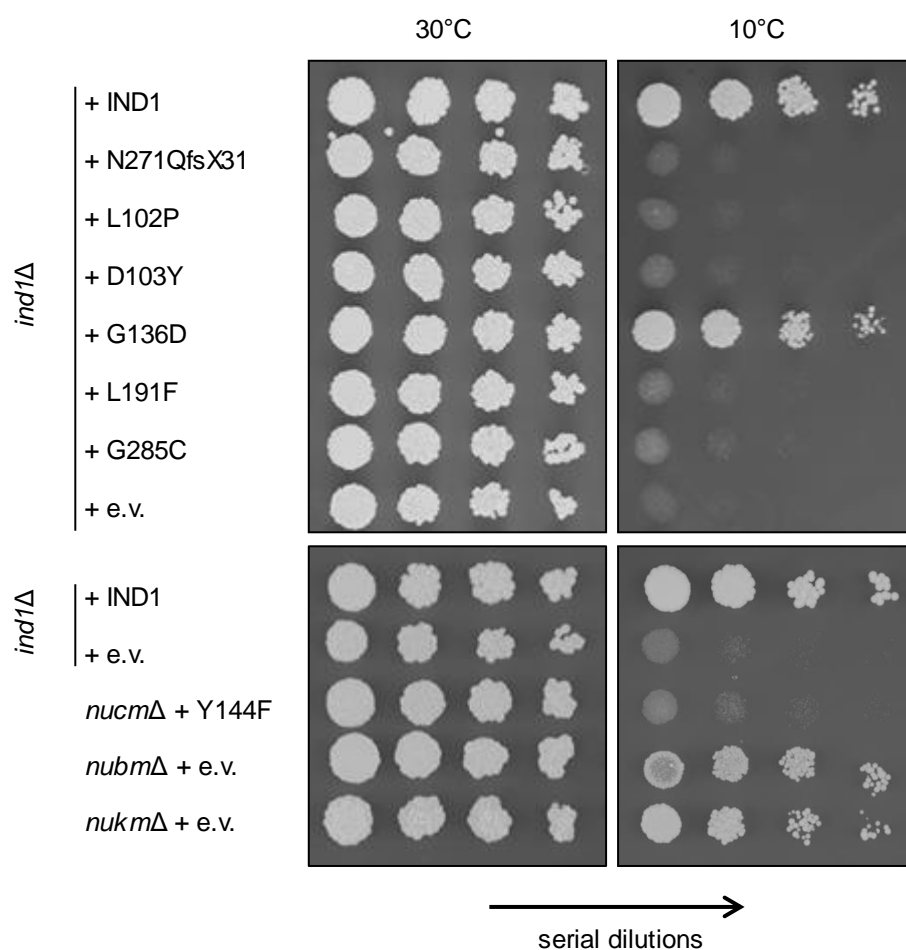 30°C 10°C
ind1Δ
+ IND1
+ N271QfsX31
+ L102P
+ D103Y
+ G136D
+ L191F
+ G285C
+ e.v.
ind1Δ
+ IND1
+ e.v.
nucmΔ + Y144F
nubmΔ + e.v.
nukmΔ + e.v.
serial dilutions